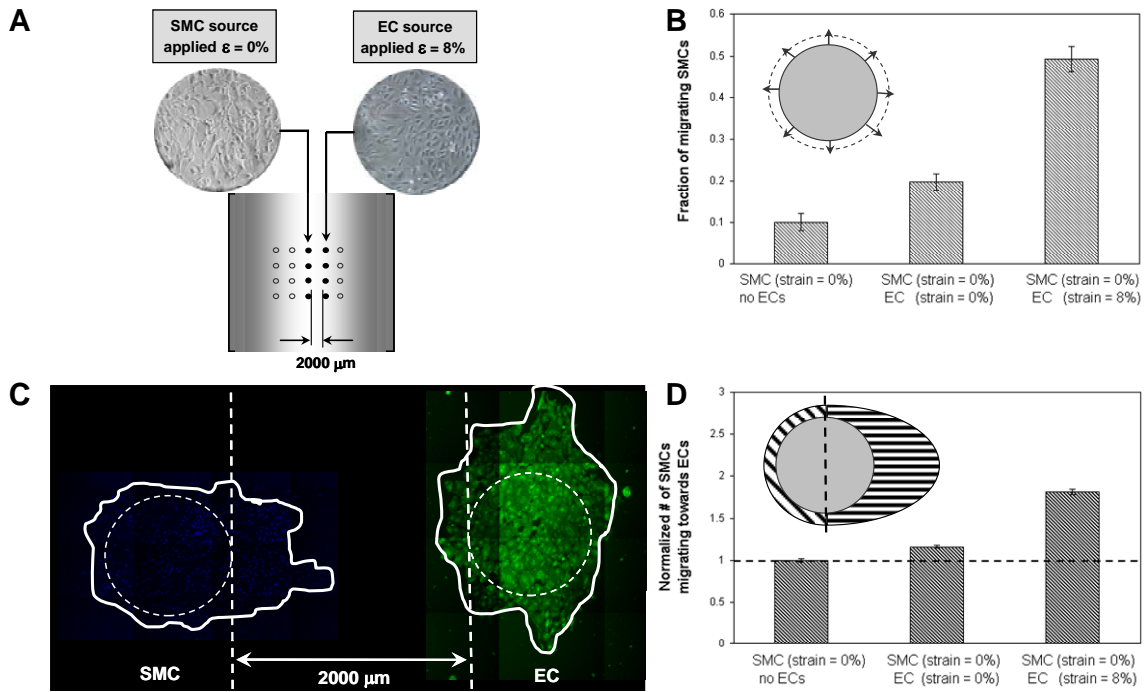 A
SMC source
applied ε = 0%
EC source
applied ε = 8%
2000 μm
B
Fraction of migrating SMCs
0.6
0.5
0.4
0.3
0.2
0.1
0
SMC (strain = 0%)
no ECs
SMC (strain = 0%)
EC (strain = 0%)
SMC (strain = 0%)
EC (strain = 8%)
C
SMC
2000 μm
EC
D
Normalized # of SMCs
migrating towards ECs
3
2.5
2
1.5
1
0.5
0
SMC (strain = 0%)
no ECs
SMC (strain = 0%)
EC (strain = 0%)
SMC (strain = 0%)
EC (strain = 8%)